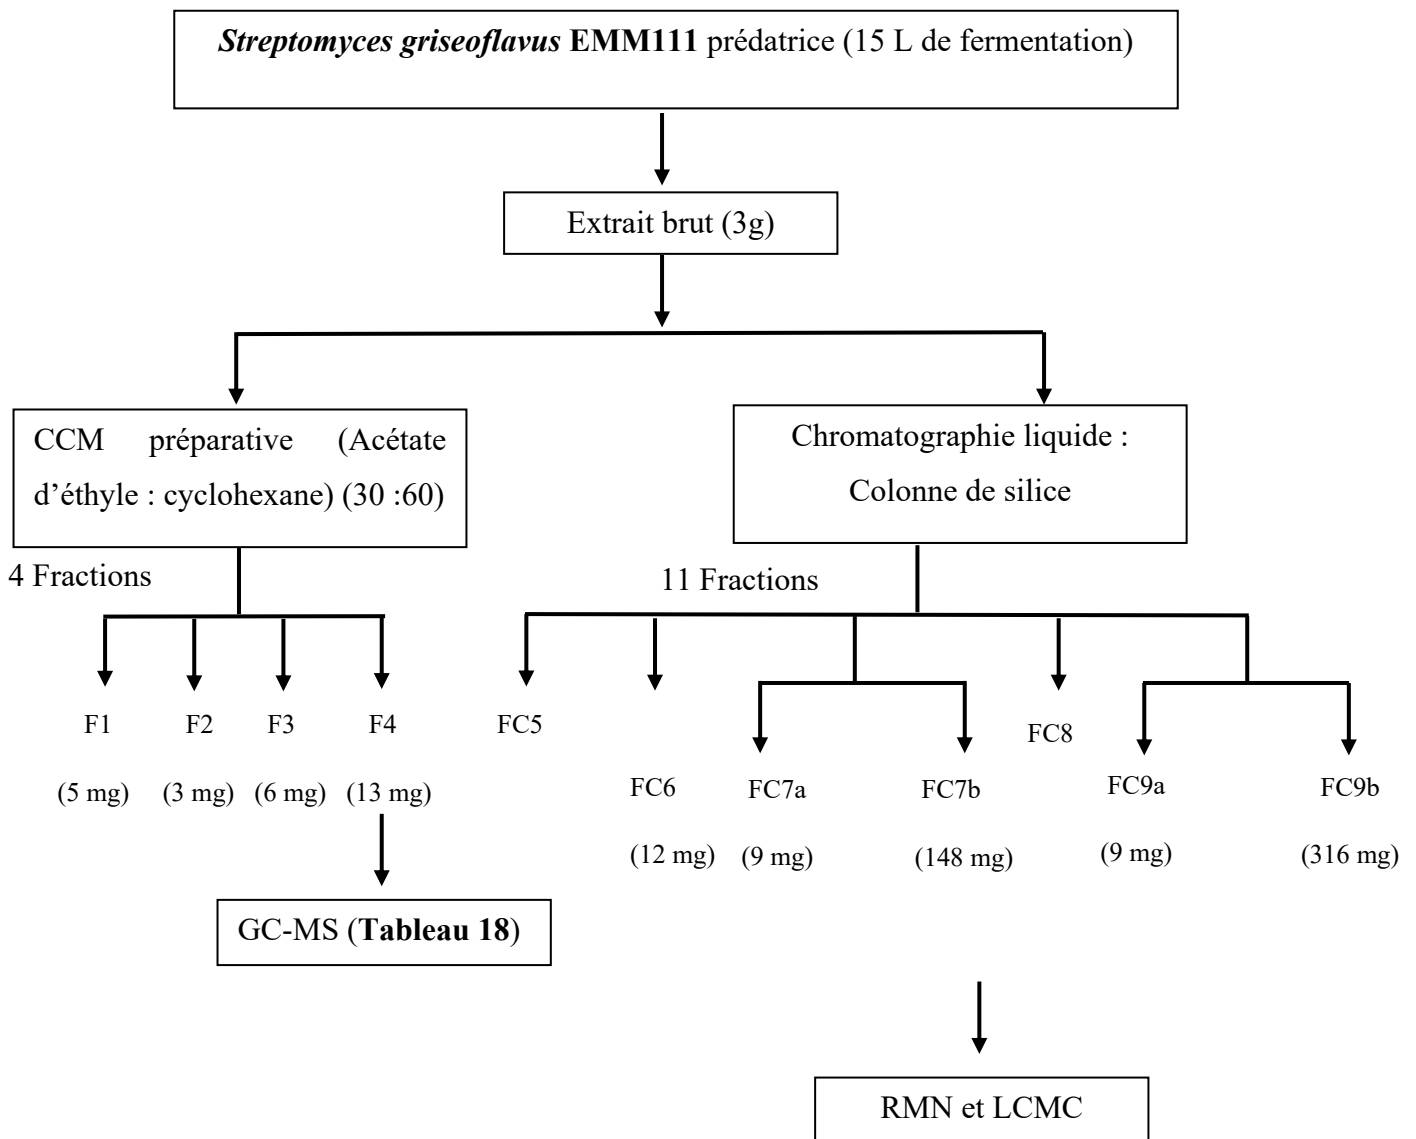 Streptomyces griseoflavus EMM111 prédatrice (15 L de fermentation)
Extrait brut (3g)
CCM préparative (Acétate
d’éthyle : cyclohexane) (30 :60)
Chromatographie liquide :
Colonne de silice
4 Fractions
11 Fractions
F1
F2
F3
F4
(5 mg)
(3 mg)
(6 mg)
(13 mg)
FC5
FC6
(12 mg)
FC7a
(9 mg)
FC7b
(148 mg)
FC8
FC9a
(9 mg)
FC9b
(316 mg)
GC-MS (Tableau 18)
RMN et LCMC